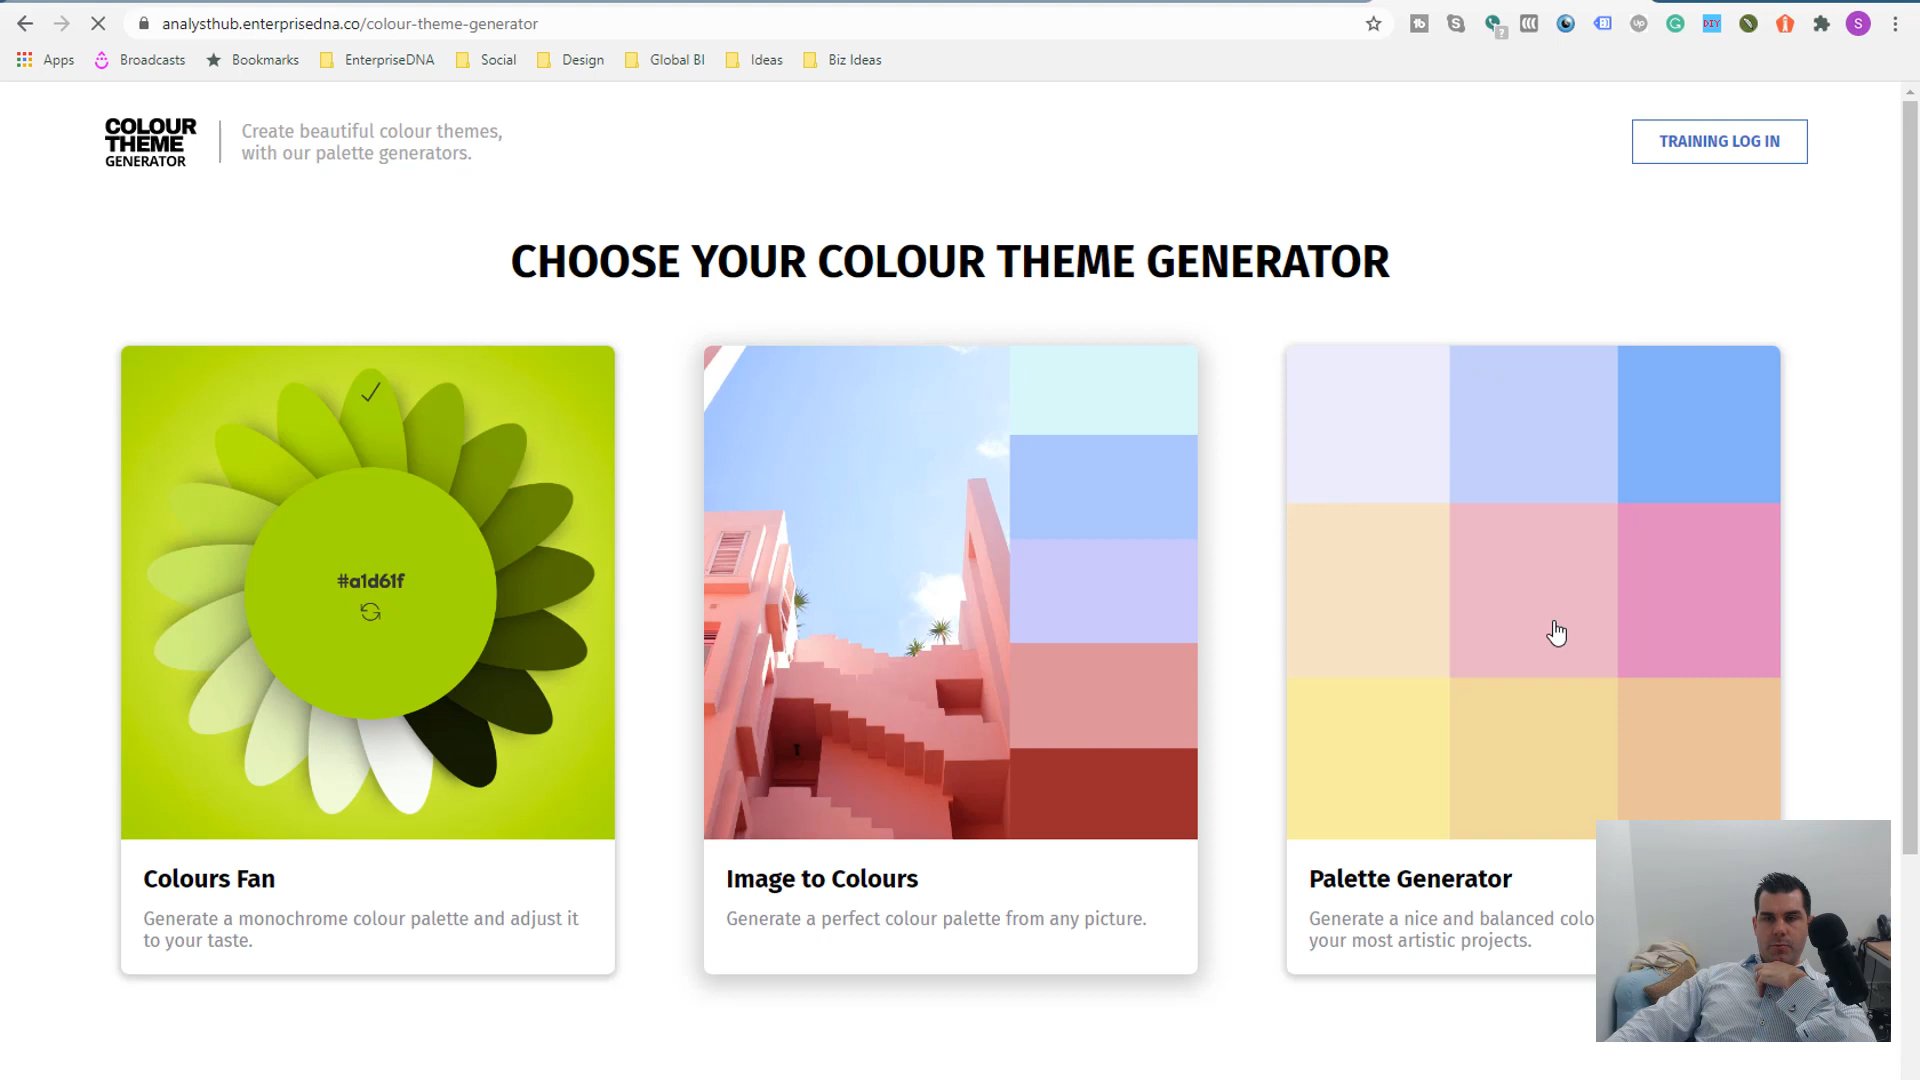 analysthub.enterprisedna.co/colour-theme-generator
Apps Broadcasts Bookmarks EnterpriseDNA Social Design Global BI Ideas Biz Ideas
COLOUR
THEME
GENERATOR
Create beautiful colour themes,
with our palette generators.
TRAINING LOG IN
CHOOSE YOUR COLOUR THEME GENERATOR
#a1d61f
Colours Fan
Generate a monochrome colour palette and adjust it
to your taste.
Image to Colours
Generate a perfect colour palette from any picture.
Palette Generator
Generate a nice and balanced colo
your most artistic projects.
DIY
S